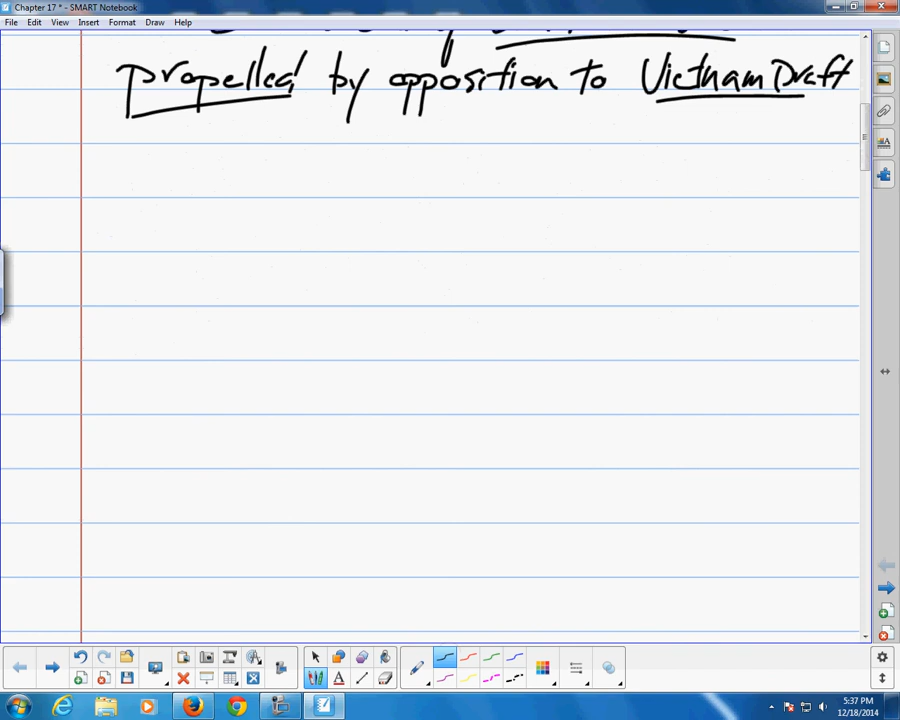 Chapter 17 * - SMART Notebook
File Edit View Insert Format Draw Help
propelled by opposition to Vietnam Draft
A
5:37 PM
12/18/2014